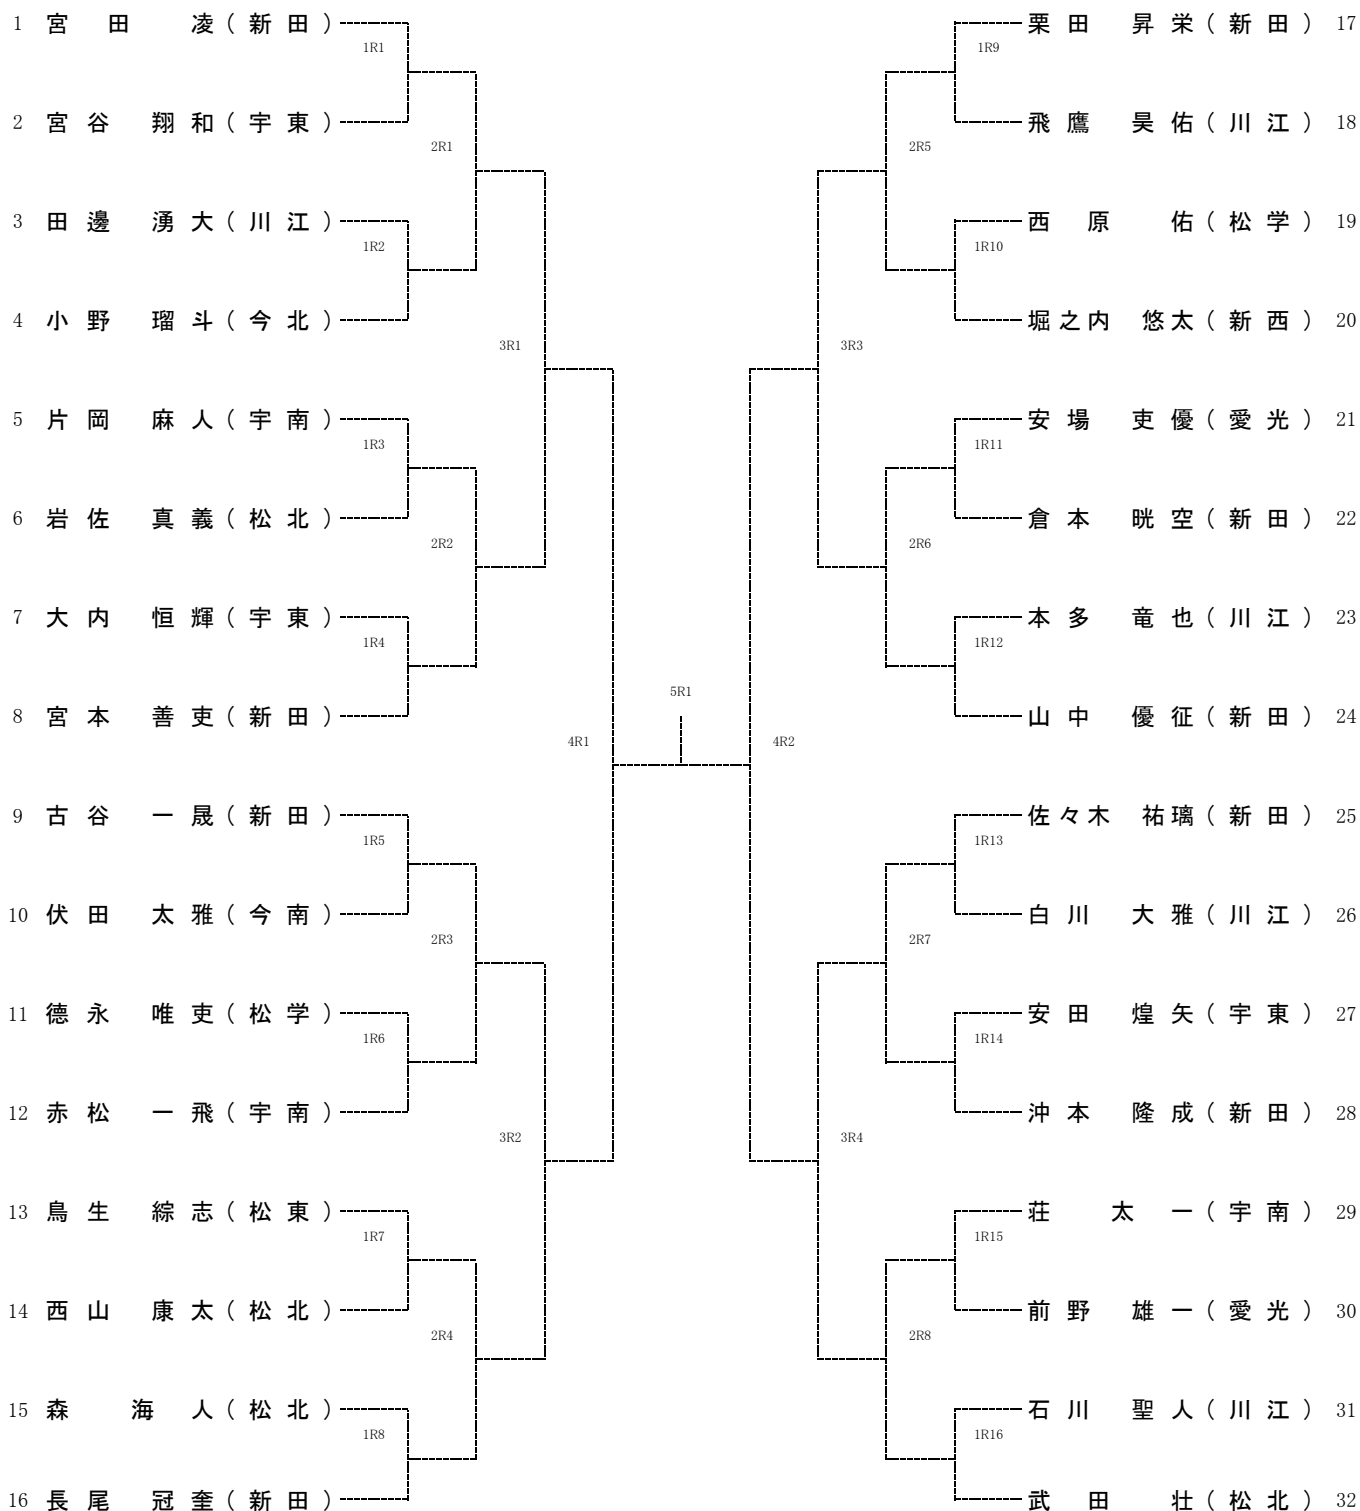 1 宮田 凌(新田)
1R1
2 宮谷 翔和(宇東)
2R1
3 田邊 湧大(川江)
1R2
4 小野 瑠斗(今北)
3R1
5 片岡 麻人(宇南)
1R3
6 岩佐 真義(松北)
2R2
7 大内 恒輝(宇東)
1R4
8 宮本 善吏(新田)
4R1
9 古谷 一晟(新田)
1R5
10 伏田 太雅(今南)
2R3
11 德永 唯吏(松学)
1R6
12 赤松 一飛(宇南)
3R2
13 鳥生 綜志(松東)
1R7
14 西山 康太(松北)
2R4
15 森 海人(松北)
1R8
16 長尾 冠奎(新田)
5R1
栗田 昇栄(新田) 17
1R9
飛鷹 昊佑(川江) 18
2R5
西原 佑(松学) 19
1R10
堀之内 悠太(新西) 20
3R3
安場 吏優(愛光) 21
1R11
倉本 晄空(新田) 22
2R6
本多 竜也(川江) 23
1R12
山中 優征(新田) 24
4R2
佐々木 祐璃(新田) 25
1R13
白川 大雅(川江) 26
2R7
安田 煌矢(宇東) 27
1R14
沖本 隆成(新田) 28
3R4
荘 太一(宇南) 29
1R15
前野 雄一(愛光) 30
2R8
石川 聖人(川江) 31
1R16
武田 壮(松北) 32